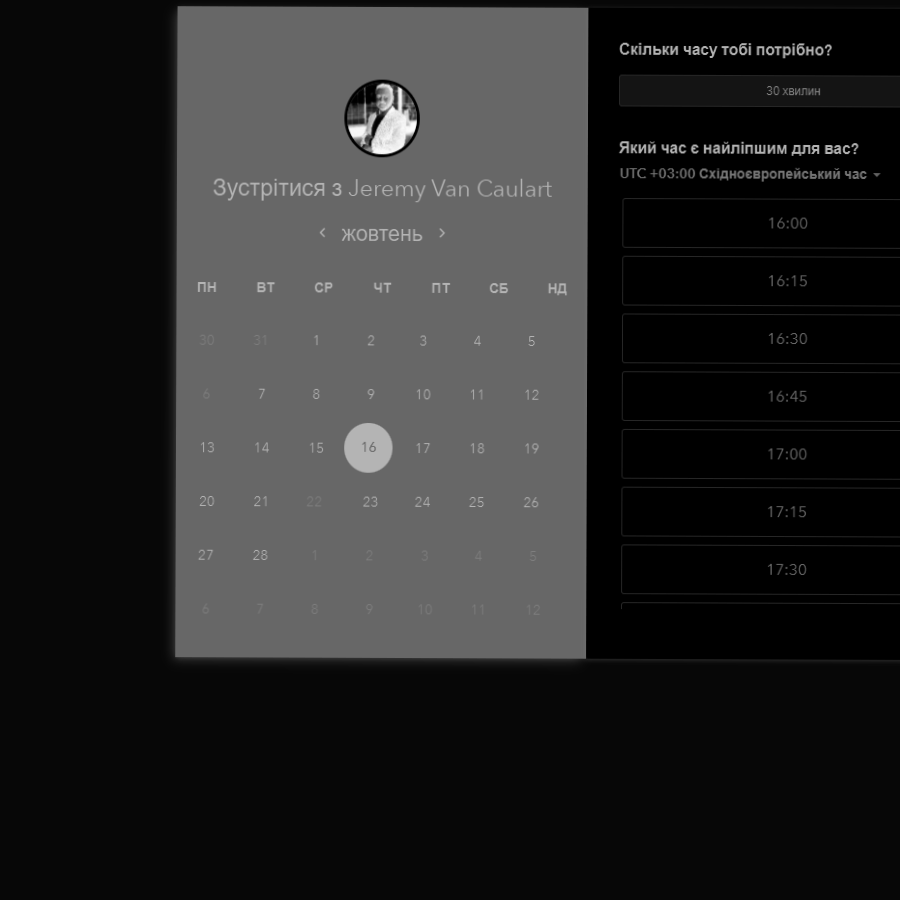 Зустрітися з Jeremy Van Caulart
жовтень
ПН ВТ СР ЧТ ПТ СБ НД
30 31 1 2 3 4 5
6 7 8 9 10 11 12
13 14 15 16 17 18 19
20 21 22 23 24 25 26
27 28 1 2 3 4 5
6 7 8 9 10 11 12
Скільки часу тобі потрібно?
30 хвилин
Який час є найліпшим для вас?
UTC +03:00 Східноєвропейський час
16:00
16:15
16:30
16:45
17:00
17:15
17:30